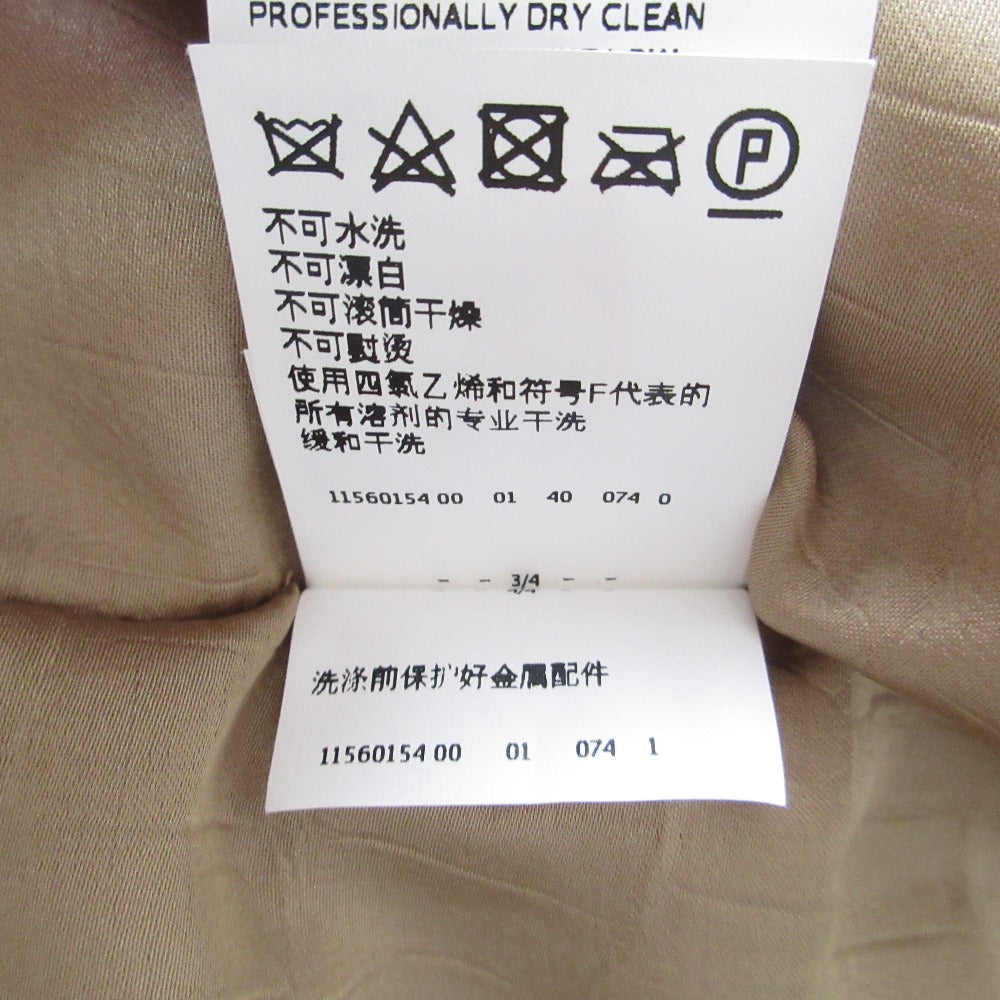 PROFESSIONALLY DRY CLEAN
P
不可水洗
不可漂白
不可滚筒干燥
不可熨烫
使用四氯乙烯和符号F代表的
所有溶剂的专业干洗
缓和干洗
11560154 00 01 40 074 0
3/4
洗涤前保护好金属配件
11560154 00 01 074 1